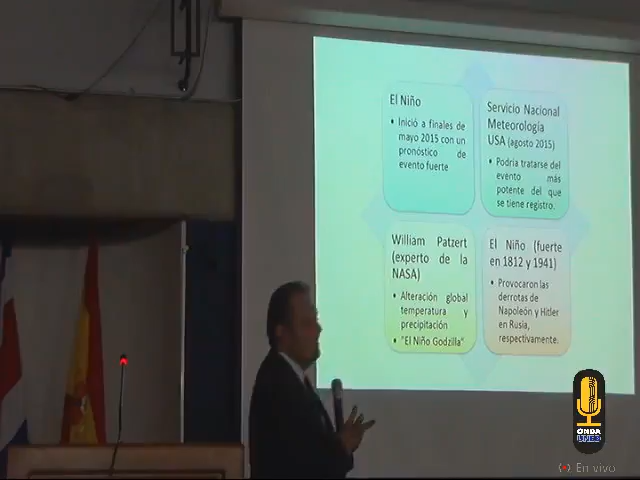 El Niño
• Inició a finales de
mayo 2015 con un
pronóstico de
evento fuerte
Servicio Nacional
Meteorología
USA (agosto 2015)
• Podría tratarse del
evento más
potente del que
se tiene registro.
William Patzert
(experto de la
NASA)
• Alteración global
temperatura y
precipitación
• "El Niño Godzilla"
El Niño (fuerte
en 1812 y 1941)
• Provocaron las
derrotas de
Napoleón y Hitler
en Rusia,
respectivamente.
ONDA
UNED
En vivo